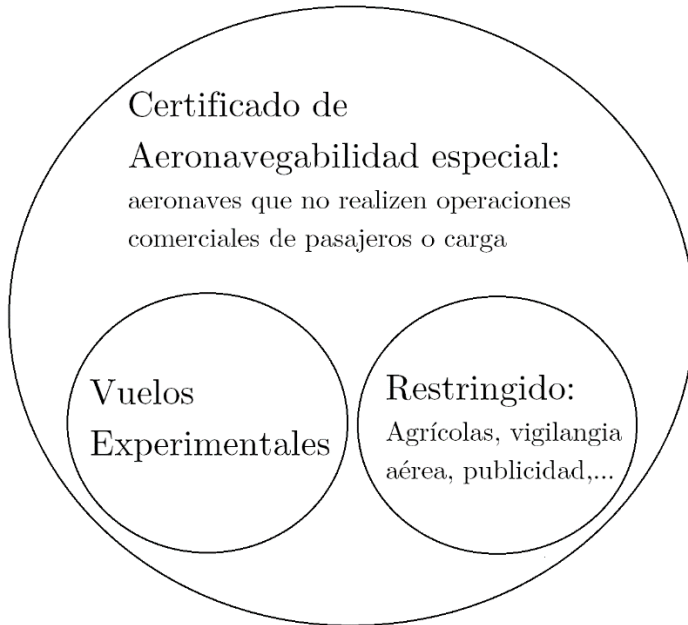 Certificado de
Aeronavegabilidad especial:
aeronaves que no realizen operaciones
comerciales de pasajeros o carga
Vuelos
Experimentales
Restringido:
Agrícolas, vigilangia
aérea, publicidad,...